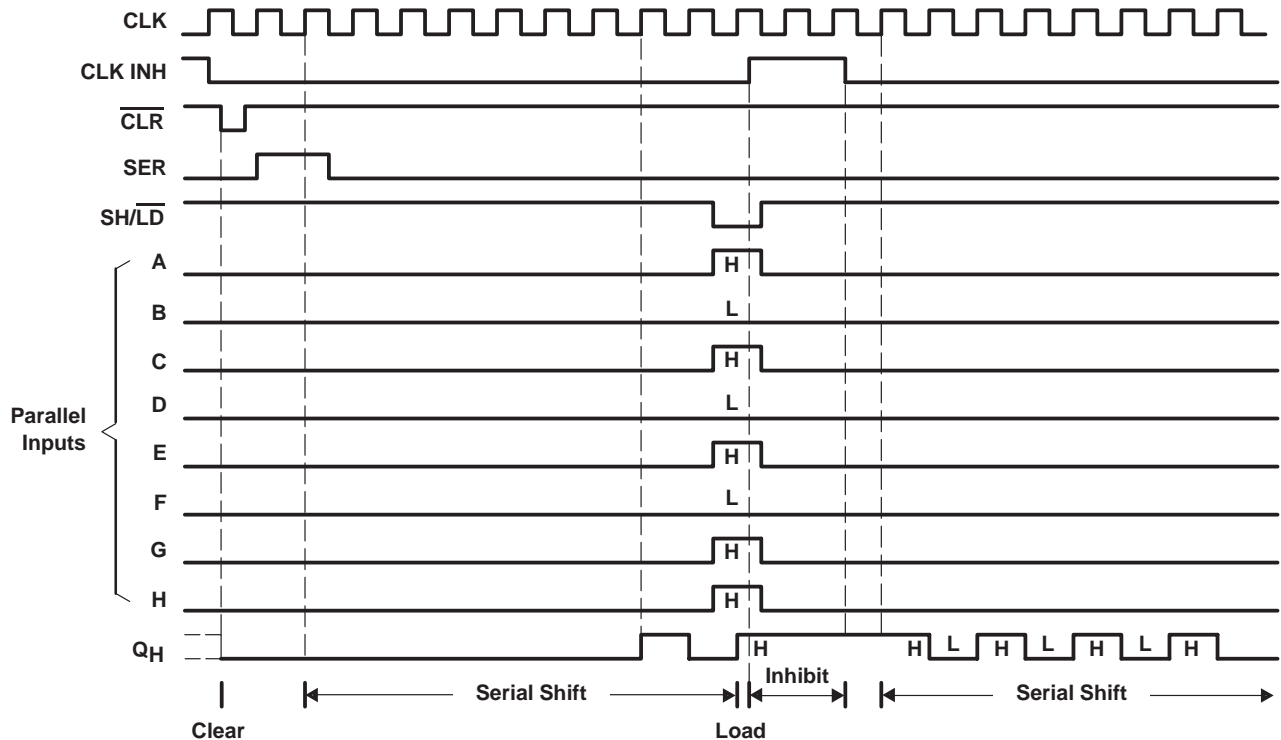 CLK
CLK INH
CLR
SER
SH/LD
A
H
B
L
C
H
Parallel
Inputs
D
L
E
H
F
L
G
H
H
H
QH
H
H
L
H
L
H
L
H
Inhibit
Serial Shift
Serial Shift
Clear
Load